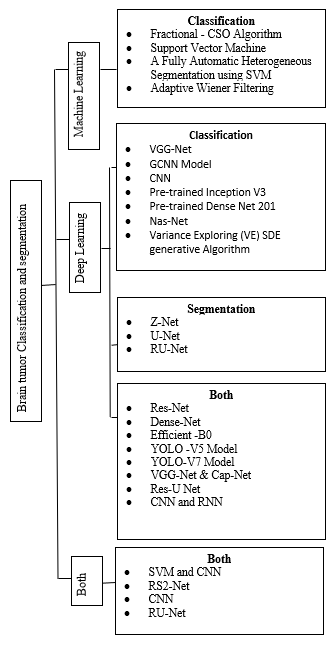 Brain tumor Classification and segmentation
Machine Learning
Classification
• Fractional - CSO Algorithm
• Support Vector Machine
• A Fully Automatic Heterogeneous
Segmentation using SVM
• Adaptive Wiener Filtering
Deep Learning
Classification
• VGG-Net
• GCNN Model
• CNN
• Pre-trained Inception V3
• Pre-trained Dense Net 201
• Nas-Net
• Variance Exploring (VE) SDE
generative Algorithm
Segmentation
• Z-Net
• U-Net
• RU-Net
Both
• Res-Net
• Dense-Net
• Efficient -B0
• YOLO -V5 Model
• YOLO-V7 Model
• VGG-Net & Cap-Net
• Res-U Net
• CNN and RNN
Both
Both
• SVM and CNN
• RS2-Net
• CNN
• RU-Net